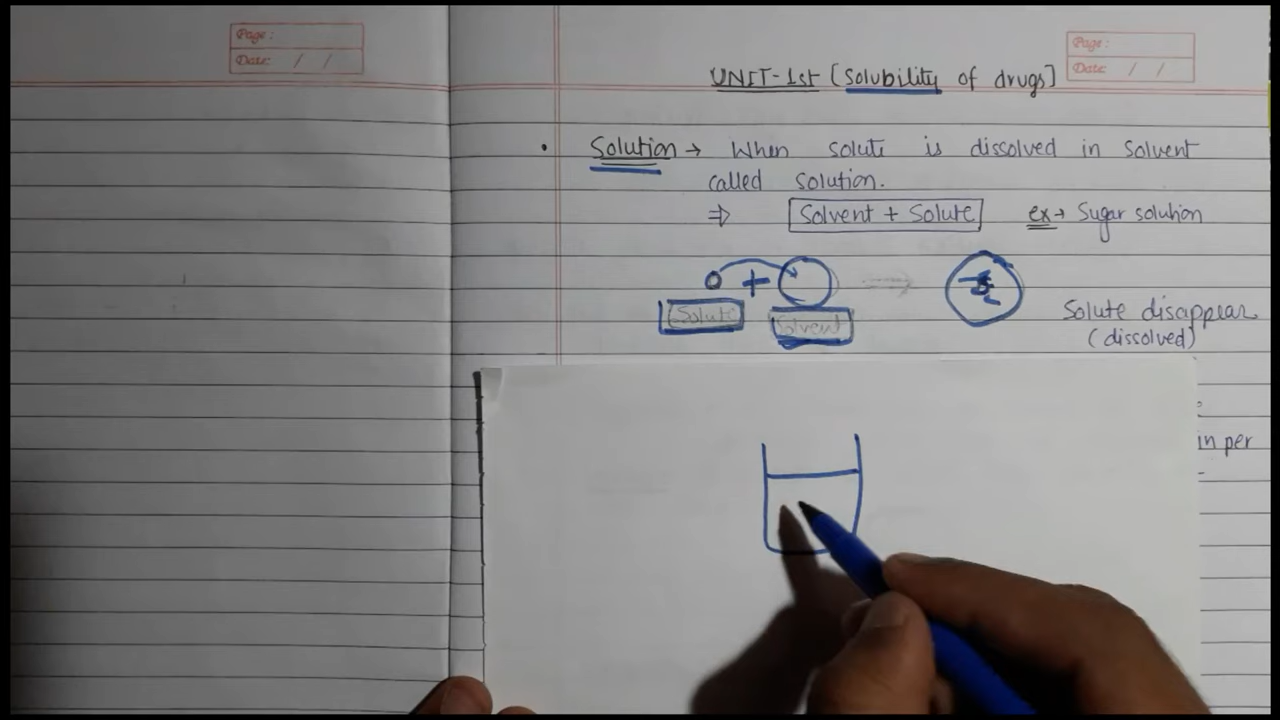 Page :
Date: / /
Page :
Date: / /
UNIT-1st [Solubility of drugs]
• Solution → When solute is dissolved in solvent
called solution.
⇒ Solvent + Solute ex → Sugar solution
+
Solute Solvent
Solute disappear
(dissolved)
in per